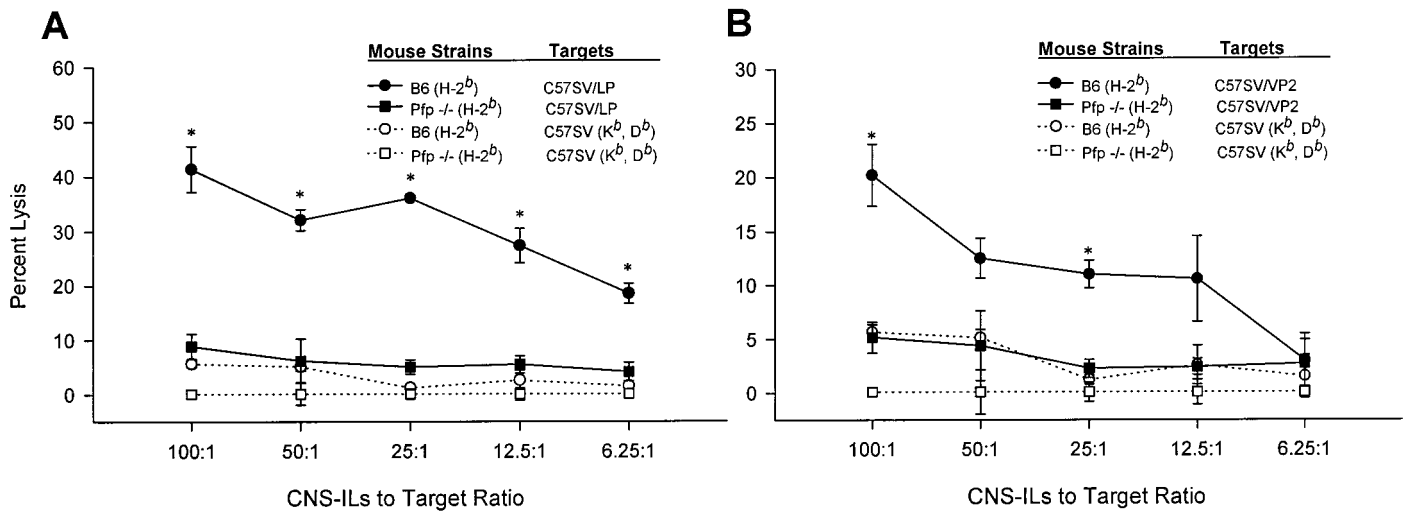 A
Mouse Strains Targets
B6 (H-2b) C57SV/LP
Pfp -/- (H-2b) C57SV/LP
B6 (H-2b) C57SV (Kb, Db)
Pfp -/- (H-2b) C57SV (Kb, Db)
60
50
40
30
20
10
0
Percent Lysis
* * * * *
100:1 50:1 25:1 12.5:1 6.25:1
CNS-ILs to Target Ratio
B
Mouse Strains Targets
B6 (H-2b) C57SV/VP2
Pfp -/- (H-2b) C57SV/VP2
B6 (H-2b) C57SV (Kb, Db)
Pfp -/- (H-2b) C57SV (Kb, Db)
30
25
20
15
10
5
0
* *
100:1 50:1 25:1 12.5:1 6.25:1
CNS-ILs to Target Ratio